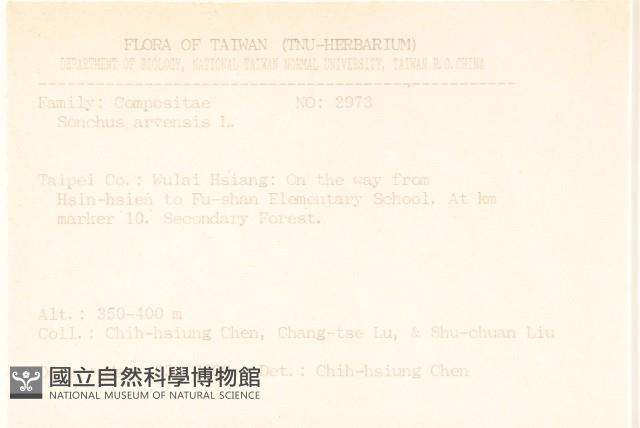 FLORA OF TAIWAN (TNU-HERBARIUM)
DEPARTMENT OF BIOLOGY, NATIONAL TAIWAN NORMAL UNIVERSITY, TAIWAN R.O.CHINA
Family: Compositae NO: 2973
Sonchus arvensis L.
Taipei Co.: Wulai Hsiang: On the way from
Hsin-hsien to Fu-shan Elementary School. At km
marker 10. Secondary Forest.
Alt.: 350-400 m
Coll.: Chih-hsiung Chen, Chang-tse Lu, & Shu-chuan Liu
Det.: Chih-hsiung Chen
國立自然科學博物館
NATIONAL MUSEUM OF NATURAL SCIENCE